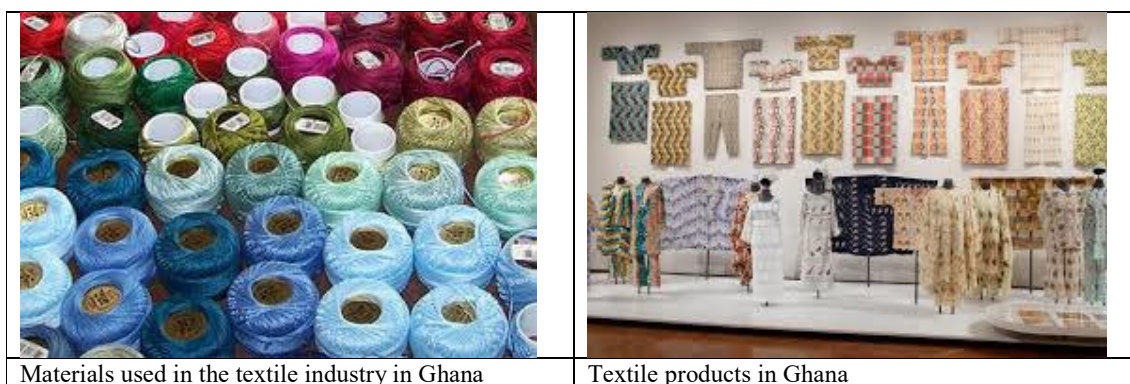 Materials used in the textile industry in Ghana
Textile products in Ghana